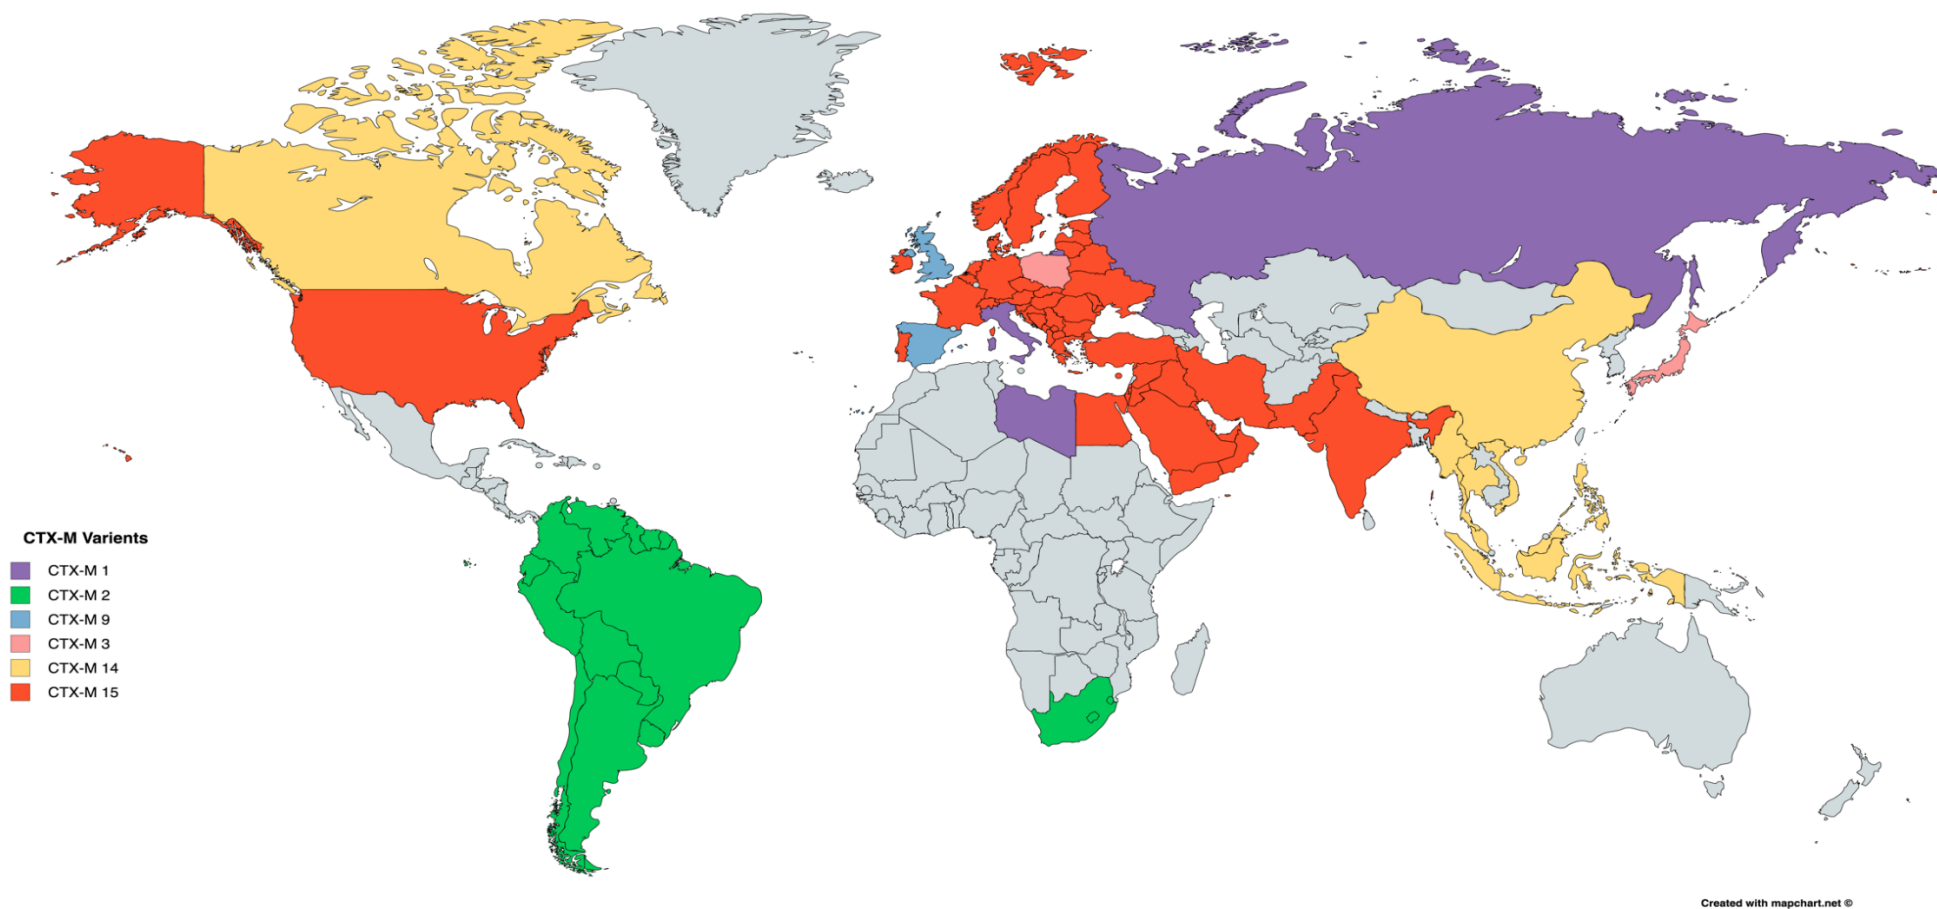 CTX-M Varients
CTX-M 1
CTX-M 2
CTX-M 9
CTX-M 3
CTX-M 14
CTX-M 15
Created with mapchart.net ©